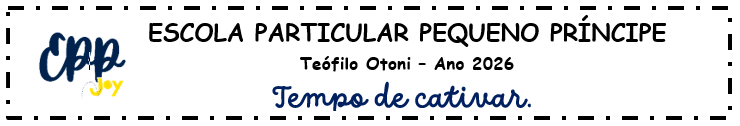 ESCOLA PARTICULAR PEQUENO PRÍNCIPE
Teófilo Otoni – Ano 2026
EPP
Joy
Tempo de cativar.